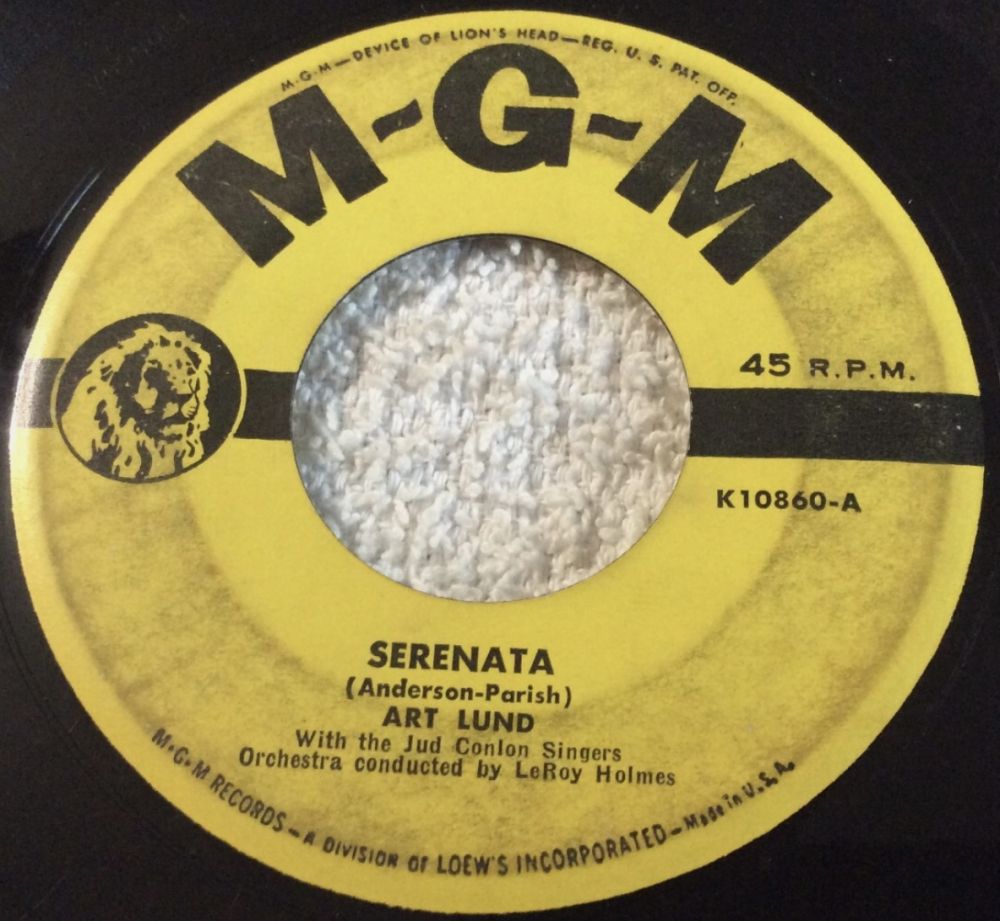 M-G-M—DEVICE OF LION'S HEAD—REG. U. S. PAT. OFF.
M-G-M
45 R.P.M.
K10860-A
SERENATA
(Anderson-Parish)
ART LUND
With the Jud Conlon Singers
Orchestra conducted by LeRoy Holmes
M-G-M RECORDS—A DIVISION OF LOEW'S INCORPORATED—Made in U.S.A.